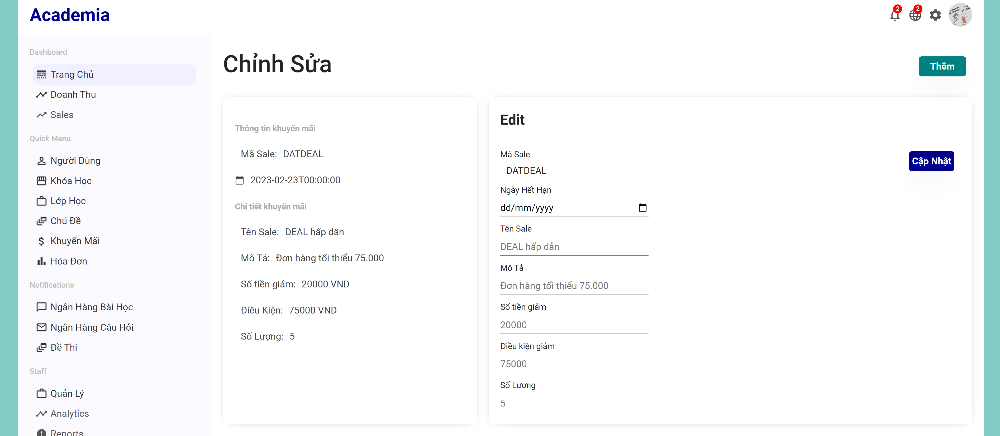 Academia
2
2
Dashboard
Trang Chủ
Doanh Thu
Sales
Quick Menu
Người Dùng
Khóa Học
Lớp Học
Chủ Đề
Khuyến Mãi
Hóa Đơn
Notifications
Ngân Hàng Bài Học
Ngân Hàng Câu Hỏi
Đề Thi
Staff
Quản Lý
Analytics
Reports
Chỉnh Sửa
Thêm
Thông tin khuyến mãi
Mã Sale: DATDEAL
2023-02-23T00:00:00
Chi tiết khuyến mãi
Tên Sale: DEAL hấp dẫn
Mô Tả: Đơn hàng tối thiểu 75.000
Số tiền giảm: 20000 VND
Điều Kiện: 75000 VND
Số Lượng: 5
Edit
Mã Sale
DATDEAL
Cập Nhật
Ngày Hết Hạn
dd/mm/yyyy
Tên Sale
DEAL hấp dẫn
Mô Tả
Đơn hàng tối thiểu 75.000
Số tiền giảm
20000
Điều kiện giảm
75000
Số Lượng
5